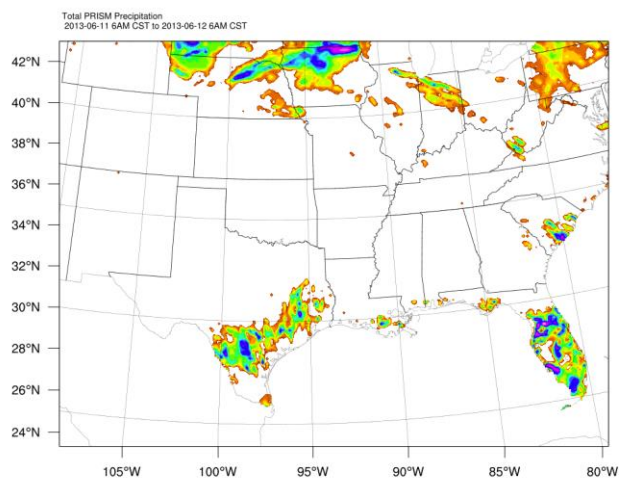 Total PRISM Precipitation
2013-06-11 6AM CST to 2013-06-12 6AM CST
42°N
40°N
38°N
36°N
34°N
32°N
30°N
28°N
26°N
24°N
105°W 100°W 95°W 90°W 85°W 80°W